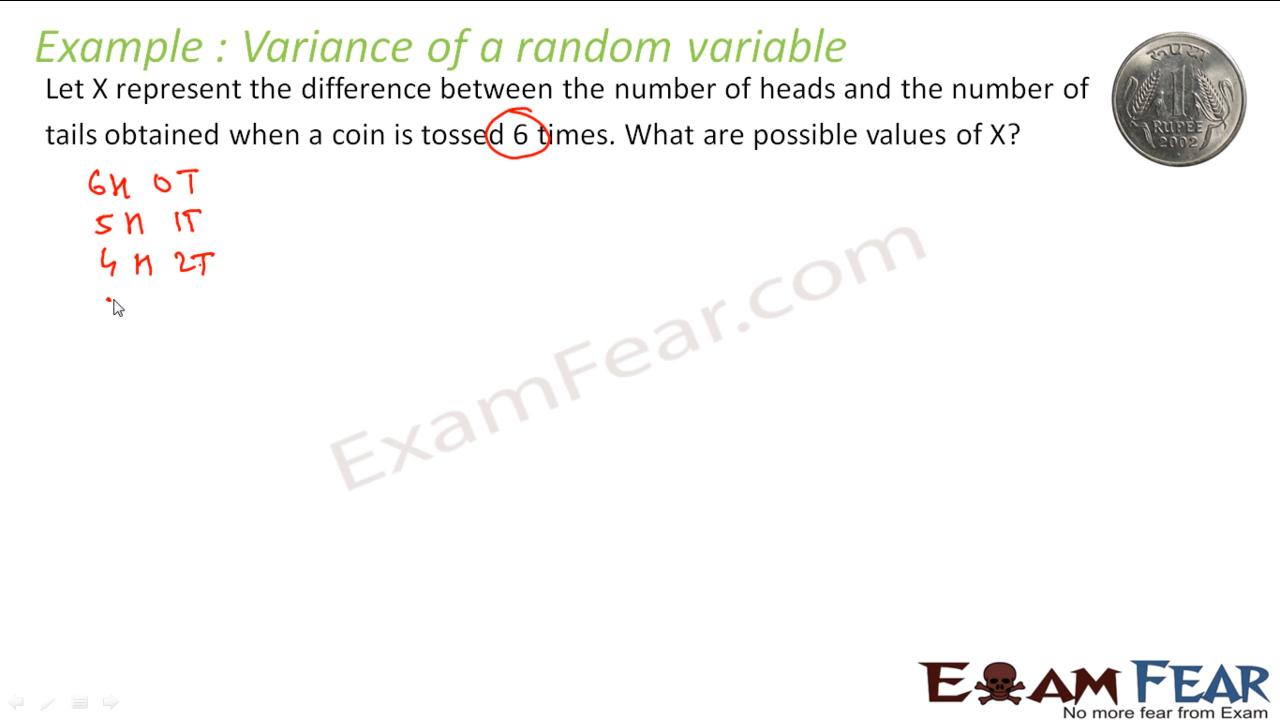 Example : Variance of a random variable
Let X represent the difference between the number of heads and the number of
tails obtained when a coin is tossed 6 times. What are possible values of X?
6H 0T
5H 1T
4H 2T
रूपया
1
RUPEE
2002
ExamFear.com
EXAM FEAR
No more fear from Exam